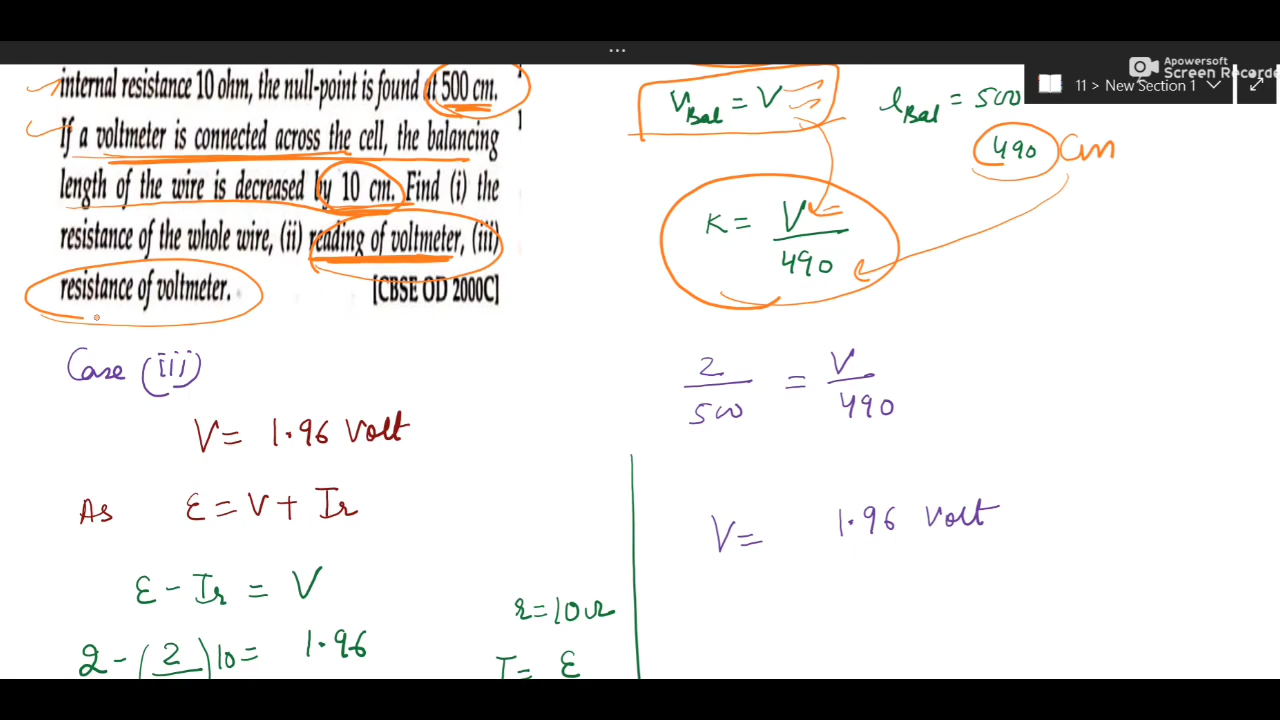 internal resistance 10 ohm, the null-point is found at 500 cm.
If a voltmeter is connected across the cell, the balancing
length of the wire is decreased by 10 cm. Find (i) the
resistance of the whole wire, (ii) reading of voltmeter, (iii)
resistance of voltmeter. [CBSE OD 2000C]
V Bal = V
l Bal = 500
490 cm
K = V / 490
Apowersoft
Screen Recorde
11 > New Section 1
2 / 500 = V / 490
V = 1.96 volt
Case (iii)
V = 1.96 Volt
As ε = V + Ir
ε - Ir = V
2 - (2 ) 10 = 1.96
r = 10 Ω
I = ε